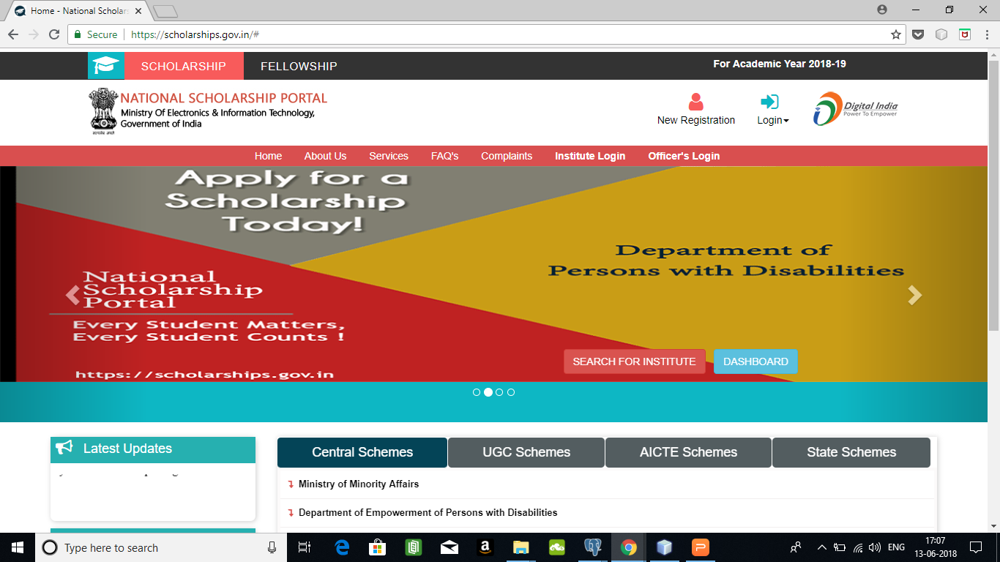 Home - National Scholar
Secure
https://scholarships.gov.in/#
SCHOLARSHIP
FELLOWSHIP
For Academic Year 2018-19
NATIONAL SCHOLARSHIP PORTAL
Ministry Of Electronics & Information Technology,
Government of India
सत्यमेव जयते
New Registration
Login
Digital India
Power To Empower
Home
About Us
Services
FAQ's
Complaints
Institute Login
Officer's Login
Apply for a
Scholarship
Today!
National
Scholarship
Portal
Every Student Matters,
Every Student Counts !
https://scholarships.gov.in
Department of
Persons with Disabilities
SEARCH FOR INSTITUTE
DASHBOARD
Latest Updates
Central Schemes
UGC Schemes
AICTE Schemes
State Schemes
Ministry of Minority Affairs
Department of Empowerment of Persons with Disabilities
Type here to search
ENG
17:07
13-06-2018